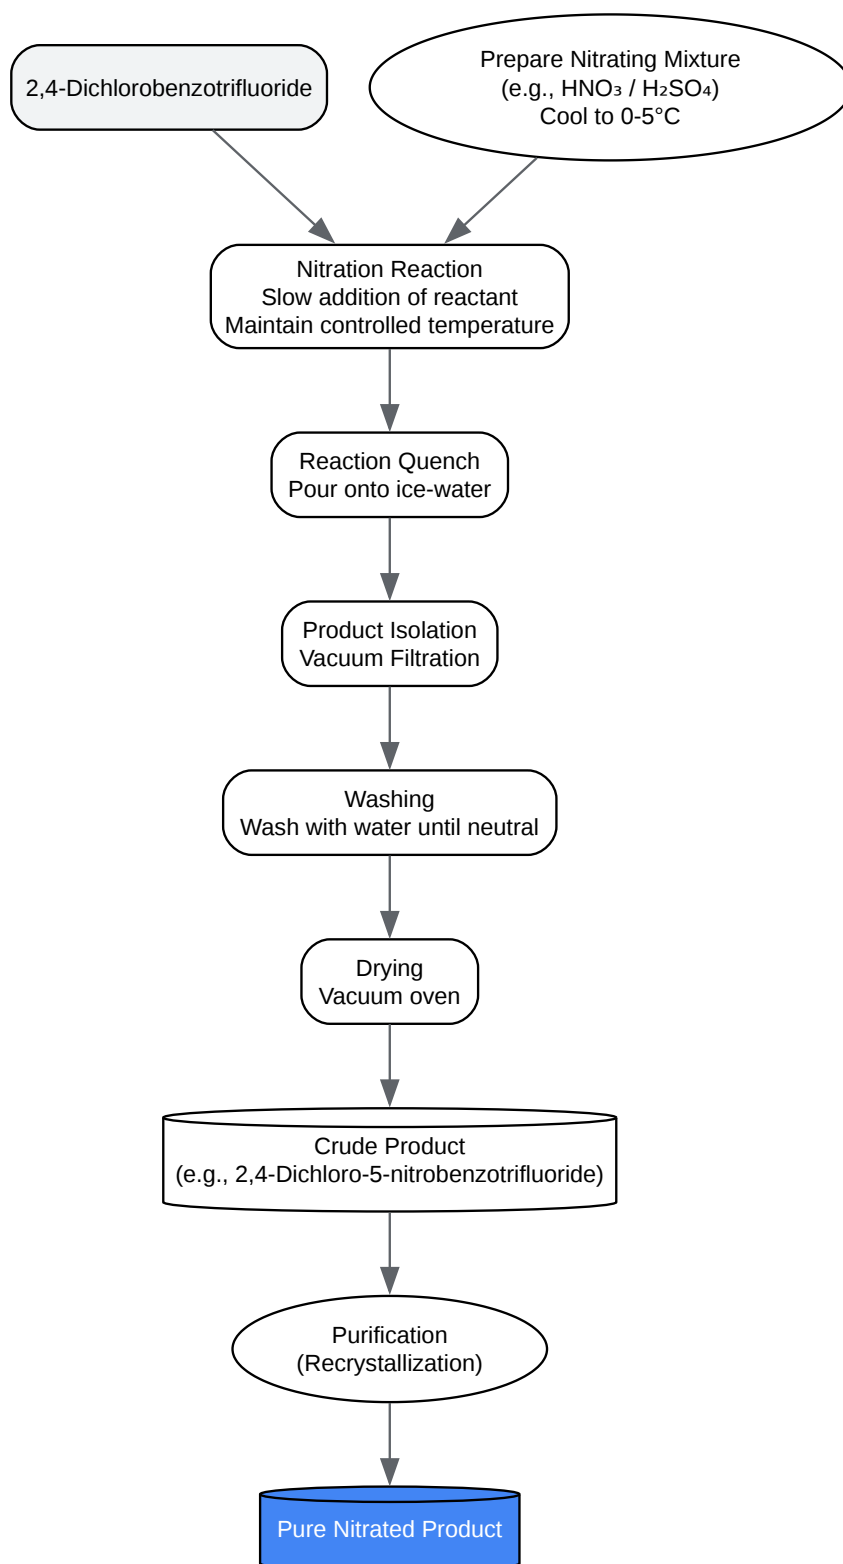 2,4-Dichlorobenzotrifluoride
Prepare Nitrating Mixture
(e.g., HNO₃ / H₂SO₄)
Cool to 0-5°C
Nitration Reaction
Slow addition of reactant
Maintain controlled temperature
Reaction Quench
Pour onto ice-water
Product Isolation
Vacuum Filtration
Washing
Wash with water until neutral
Drying
Vacuum oven
Crude Product
(e.g., 2,4-Dichloro-5-nitrobenzotrifluoride)
Purification
(Recrystallization)
Pure Nitrated Product